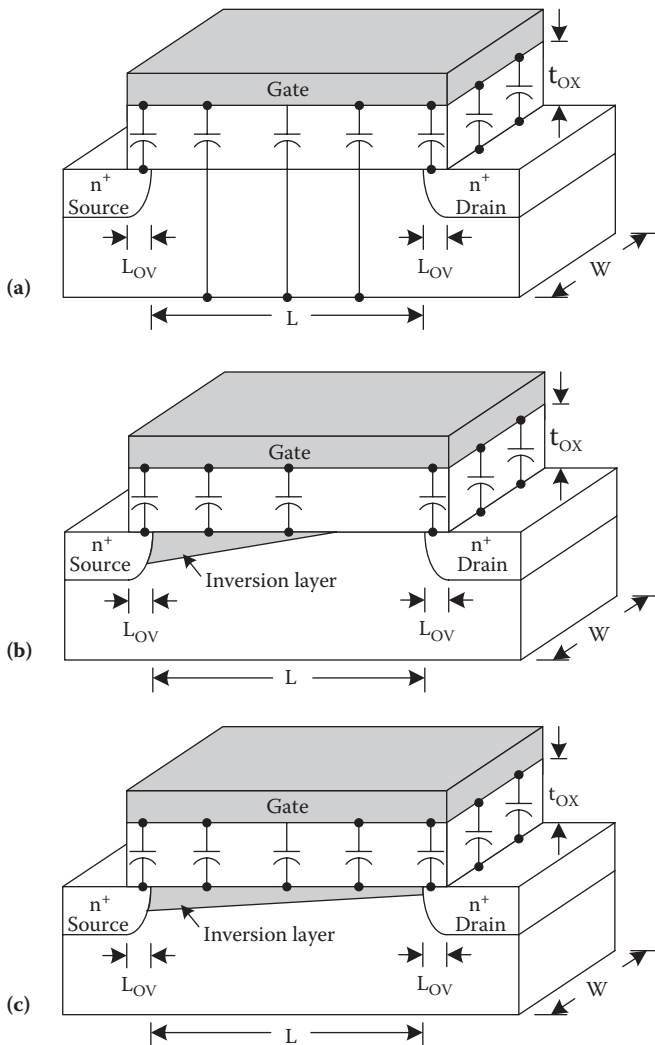 Gate
t_OX
n⁺
Source
n⁺
Drain
L_OV
L_OV
W
(a)
L
Gate
t_OX
n⁺
Source
n⁺
Drain
Inversion layer
L_OV
L_OV
W
(b)
L
Gate
t_OX
n⁺
Source
n⁺
Drain
Inversion layer
L_OV
L_OV
W
(c)
L